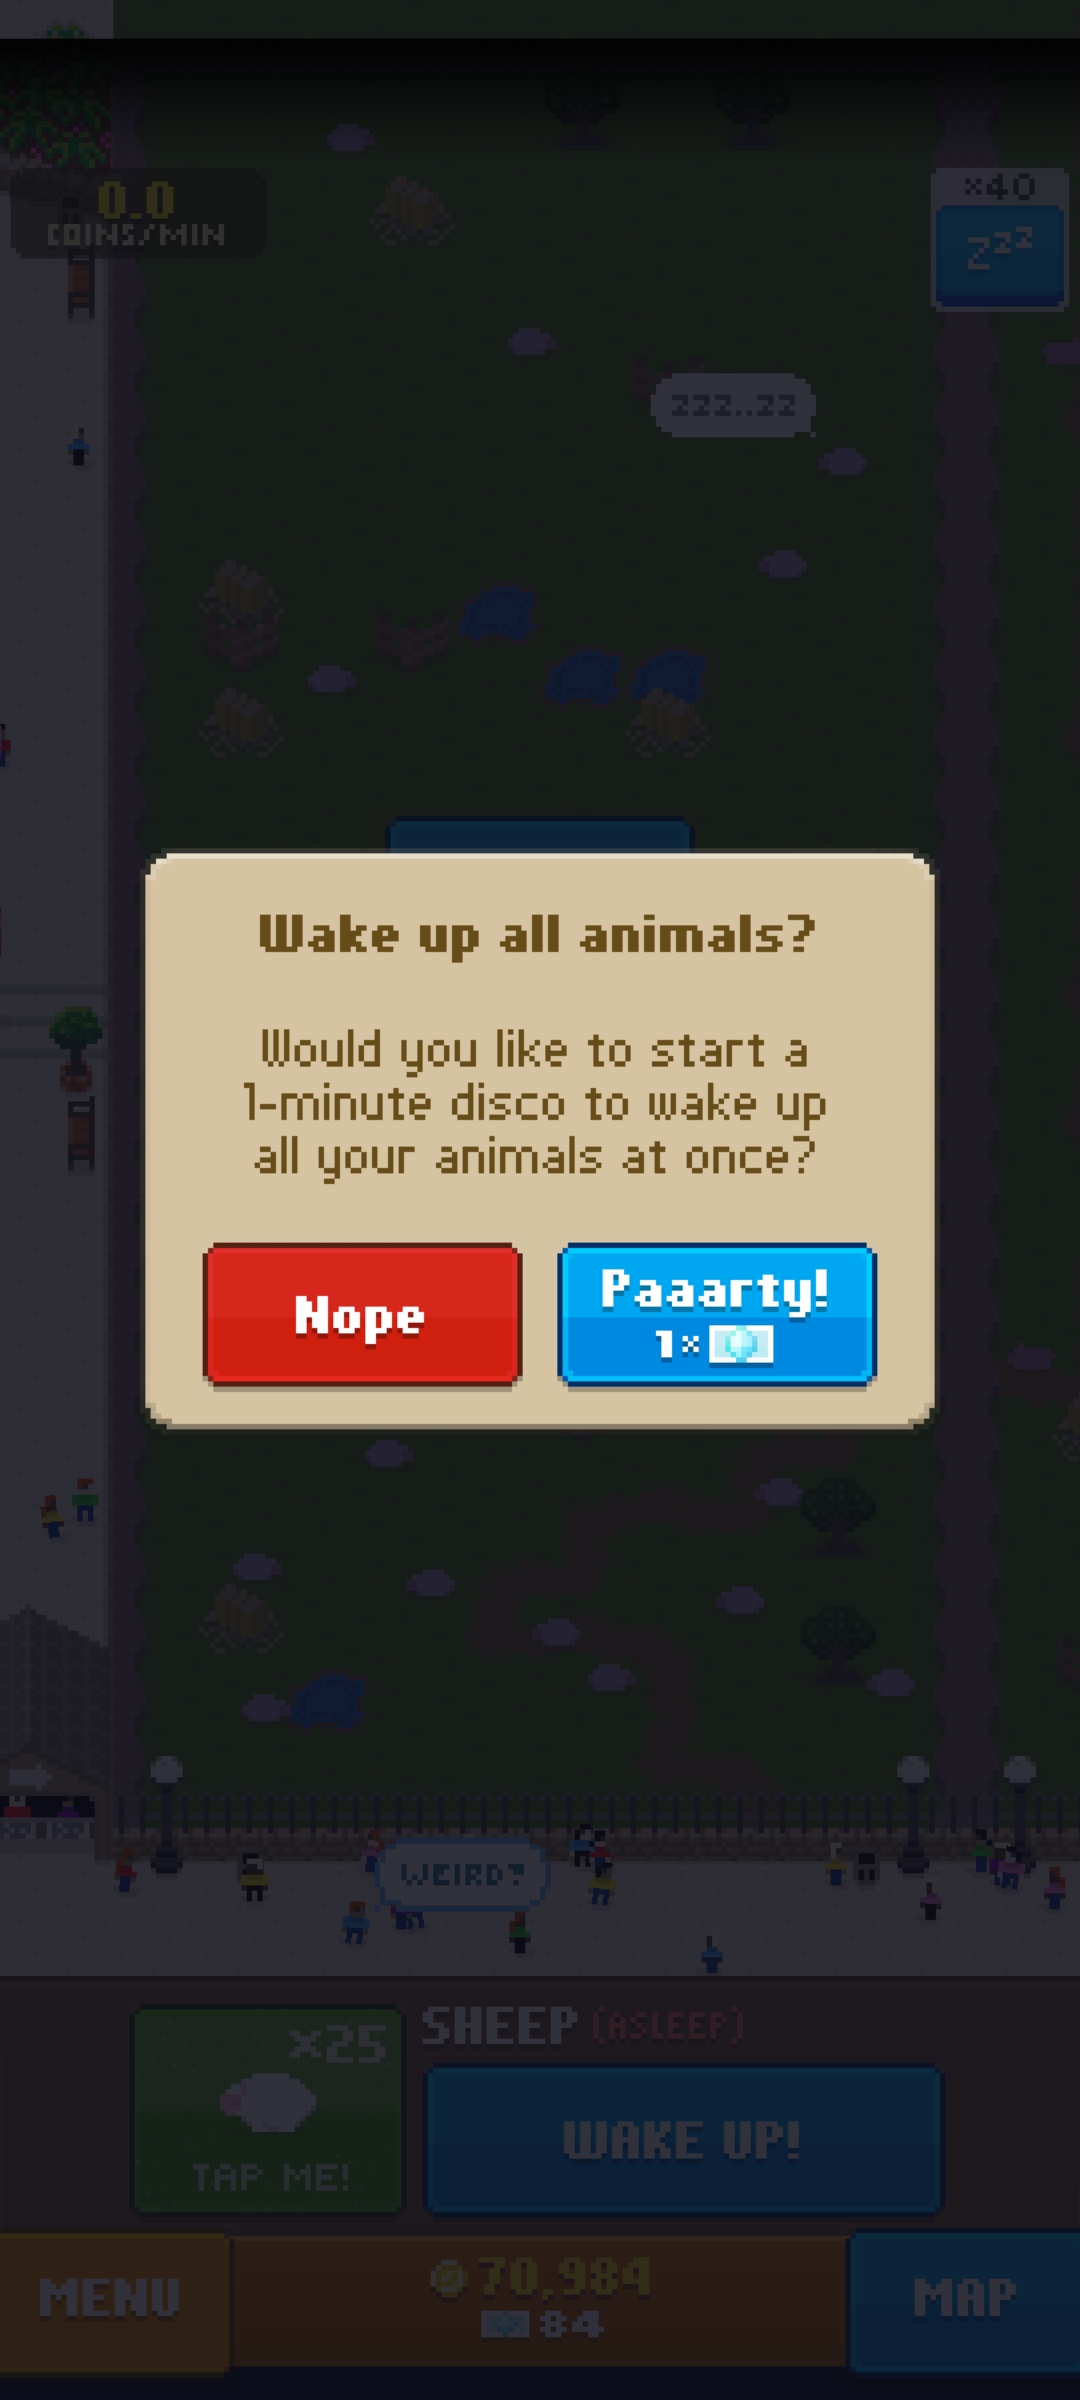 0.0
COINS/MIN
×40
zzz
zzz..zz
Wake up all animals?
Would you like to start a
1-minute disco to wake up
all your animals at once?
Nope
Paaarty!
1×
WEIRD?
×25
SHEEP (ASLEEP)
TAP ME!
WAKE UP!
MENU
70,984
84
MAP